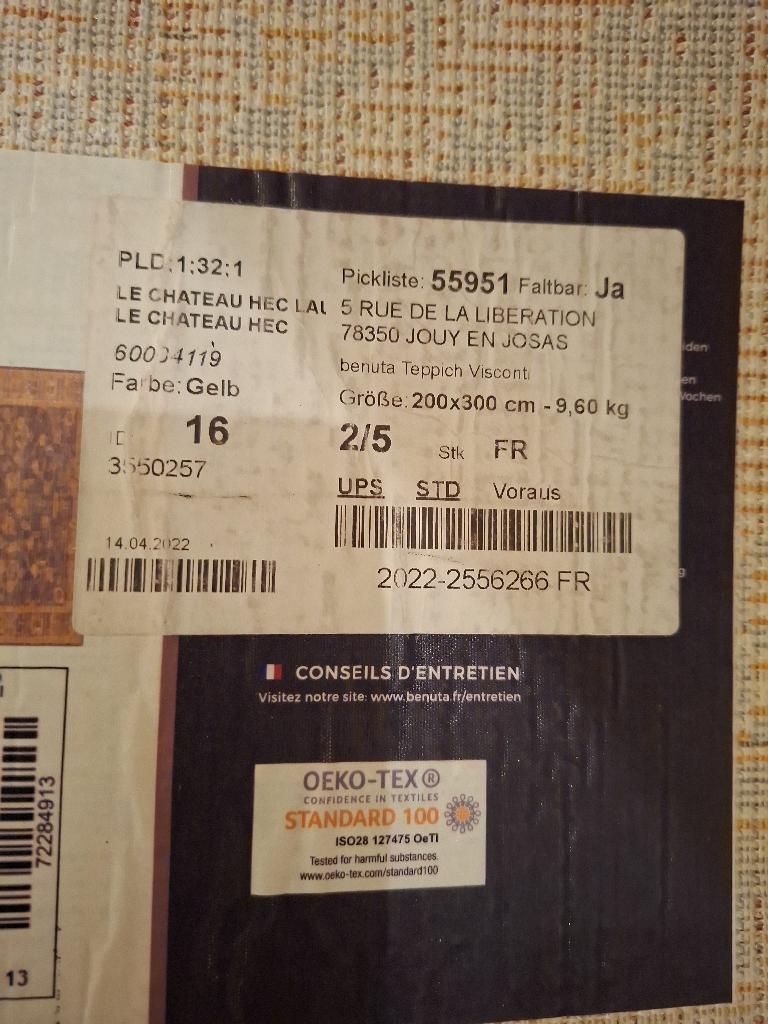 PLD:1:32:1
LE CHATEAU HEC LAU
LE CHATEAU HEC
60034119
Farbe: Gelb
ID
16
3550257
14.04.2022
Pickliste: 55951 Faltbar: Ja
5 RUE DE LA LIBERATION
78350 JOUY EN JOSAS
benuta Teppich Visconti
Größe: 200x300 cm - 9,60 kg
2/5 Stk FR
UPS STD Voraus
2022-2556266 FR
CONSEILS D'ENTRETIEN
Visitez notre site: www.benuta.fr/entretien
OEKO-TEX®
CONFIDENCE IN TEXTILES
STANDARD 100
ISO28 127475 OeTI
Tested for harmful substances.
www.oeko-tex.com/standard100
72284913
13